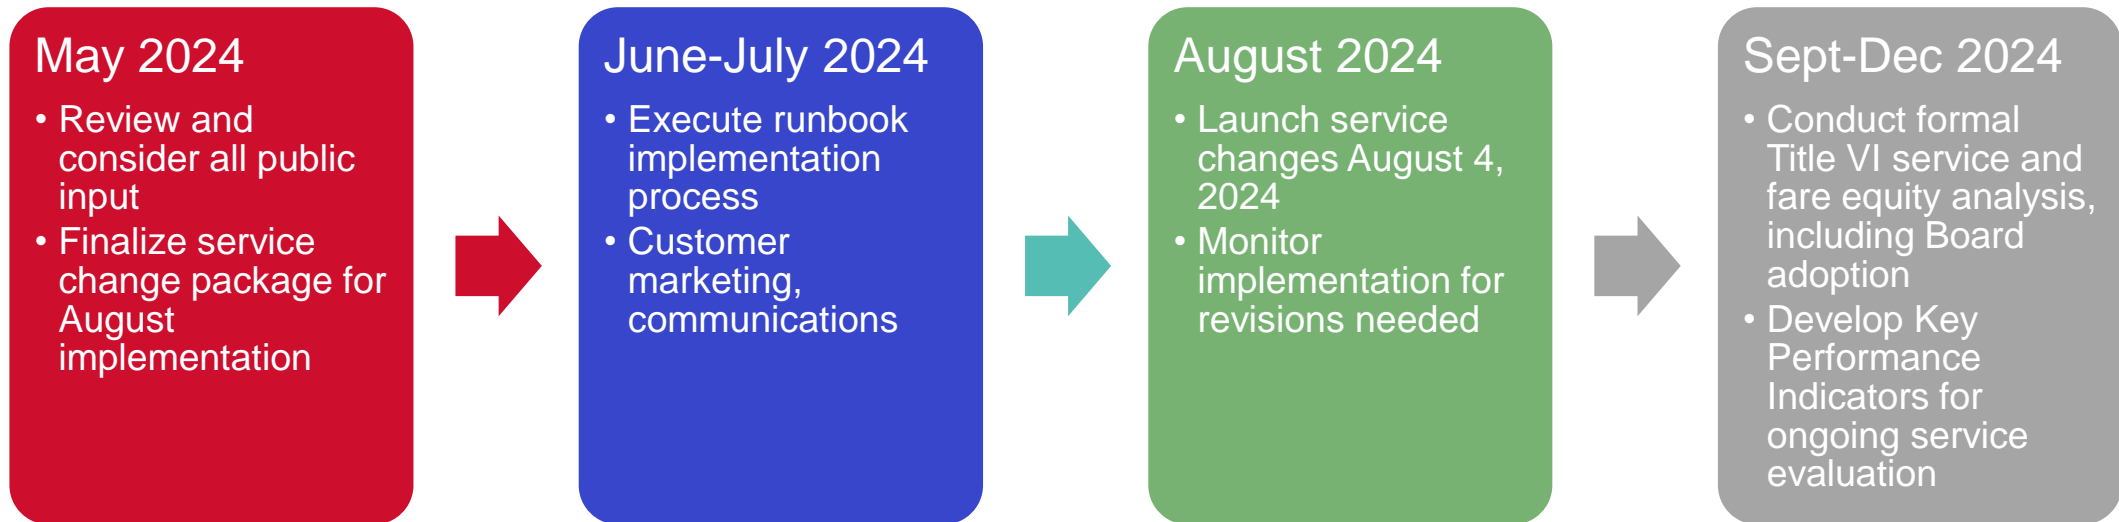 May 2024
• Review and
consider all public
input
• Finalize service
change package for
August
implementation
June-July 2024
• Execute runbook
implementation
process
• Customer
marketing,
communications
August 2024
• Launch service
changes August 4,
2024
• Monitor
implementation for
revisions needed
Sept-Dec 2024
• Conduct formal
Title VI service and
fare equity analysis,
including Board
adoption
• Develop Key
Performance
Indicators for
ongoing service
evaluation